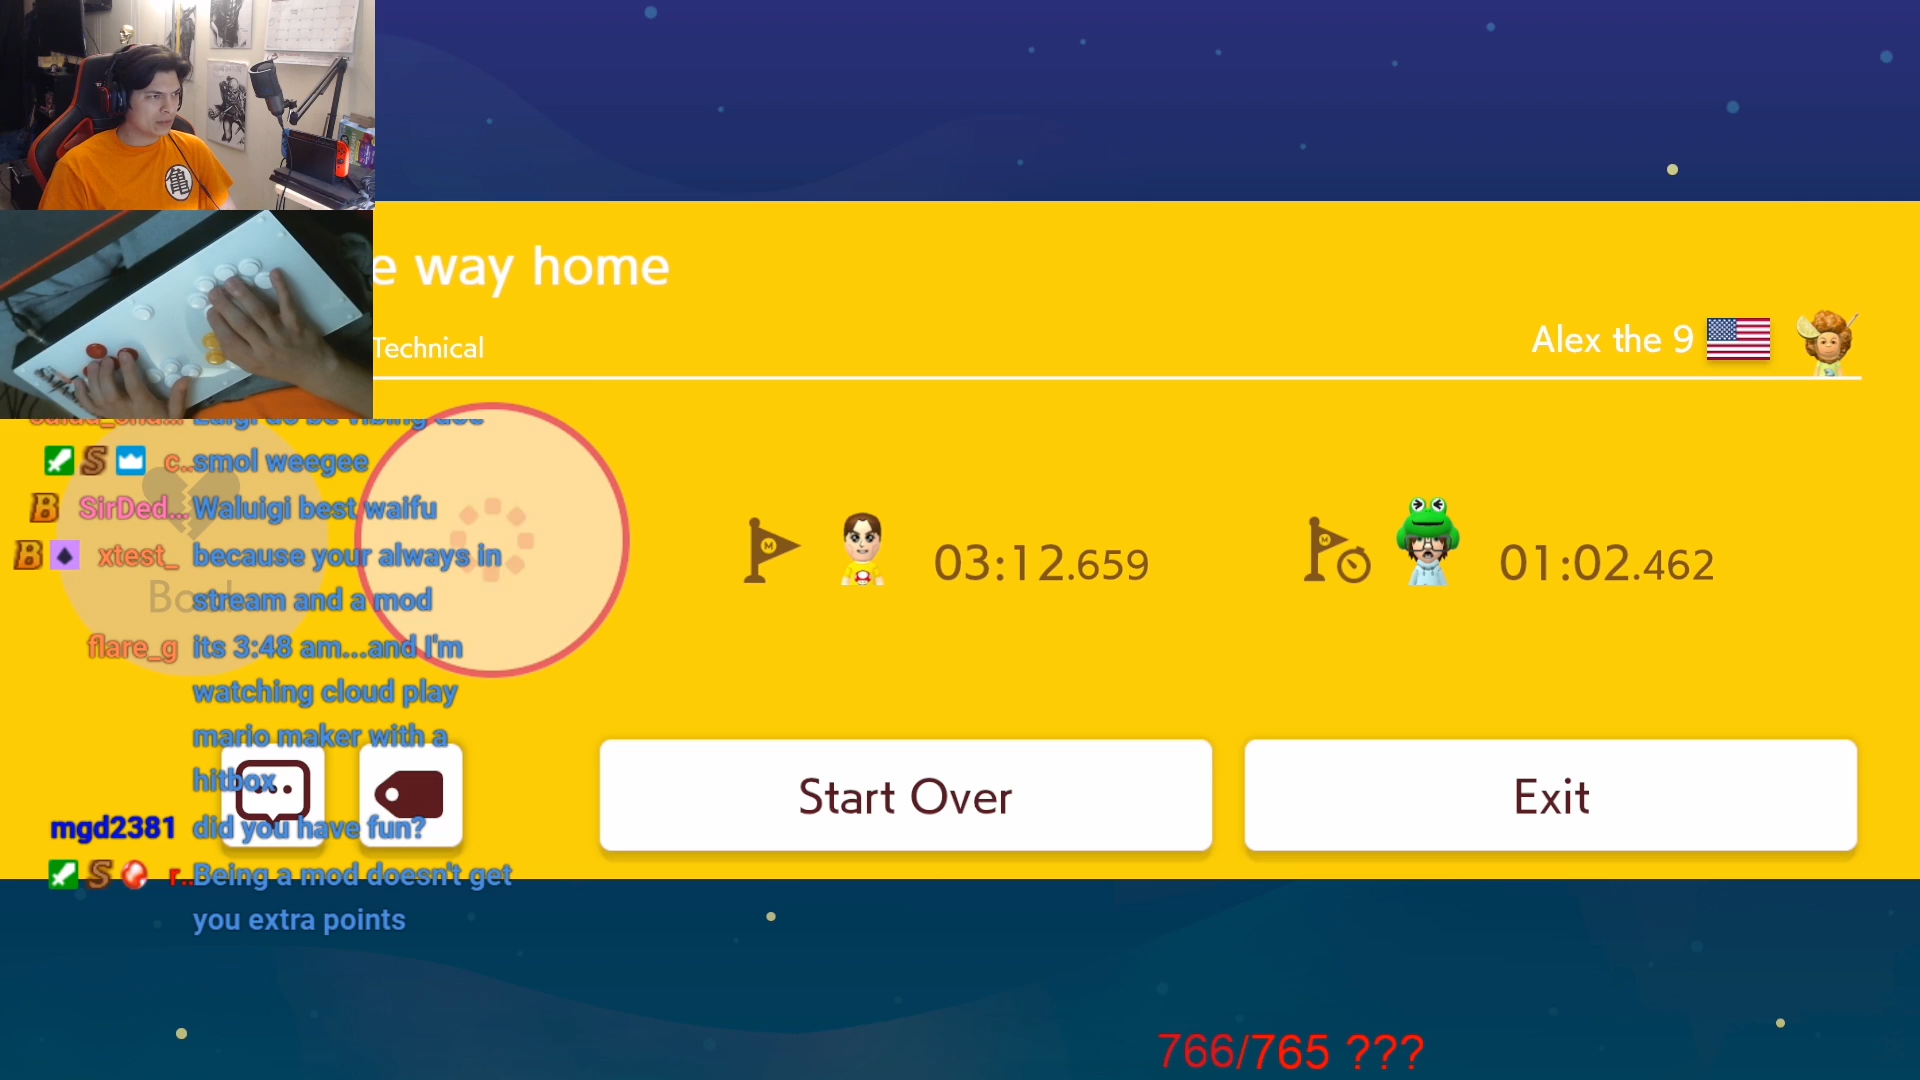 亀
e way home
Technical
Alex the 9
c.. smol weegee
SirDed... Waluigi best waifu
xtest_ because your always in
stream and a mod
flare_g its 3:48 am...and I'm
watching cloud play
mario maker with a
hitbox
mgd2381 did you have fun?
r.. Being a mod doesn't get
you extra points
03:12.659
01:02.462
Start Over
Exit
766/765 ???